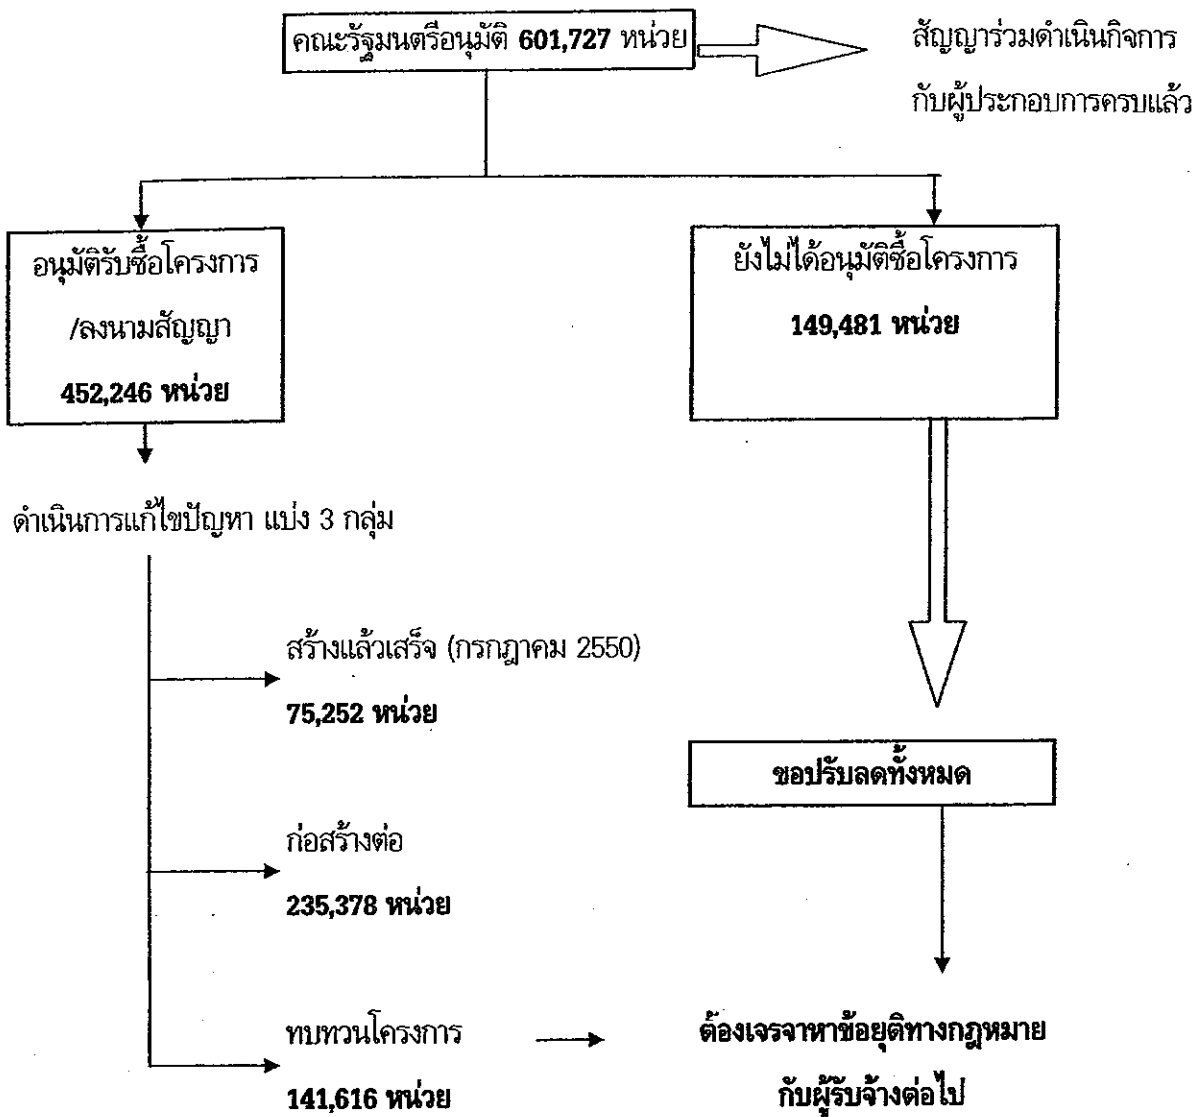 คณะรัฐมนตรีอนุมัติ 601,727 หน่วย
สัญญาร่วมดำเนินกิจการ
กับผู้ประกอบการครบแล้ว
อนุมัติรับซื้อโครงการ
/ลงนามสัญญา
452,246 หน่วย
ยังไม่ได้อนุมัติซื้อโครงการ
149,481 หน่วย
ดำเนินการแก้ไขปัญหา แบ่ง 3 กลุ่ม
สร้างแล้วเสร็จ (กรกฎาคม 2550)
75,252 หน่วย
ขอปรับลดทั้งหมด
ก่อสร้างต่อ
235,378 หน่วย
ทบทวนโครงการ
141,616 หน่วย
ต้องเจรจาหาข้อยุติทางกฎหมาย
กับผู้รับจ้างต่อไป